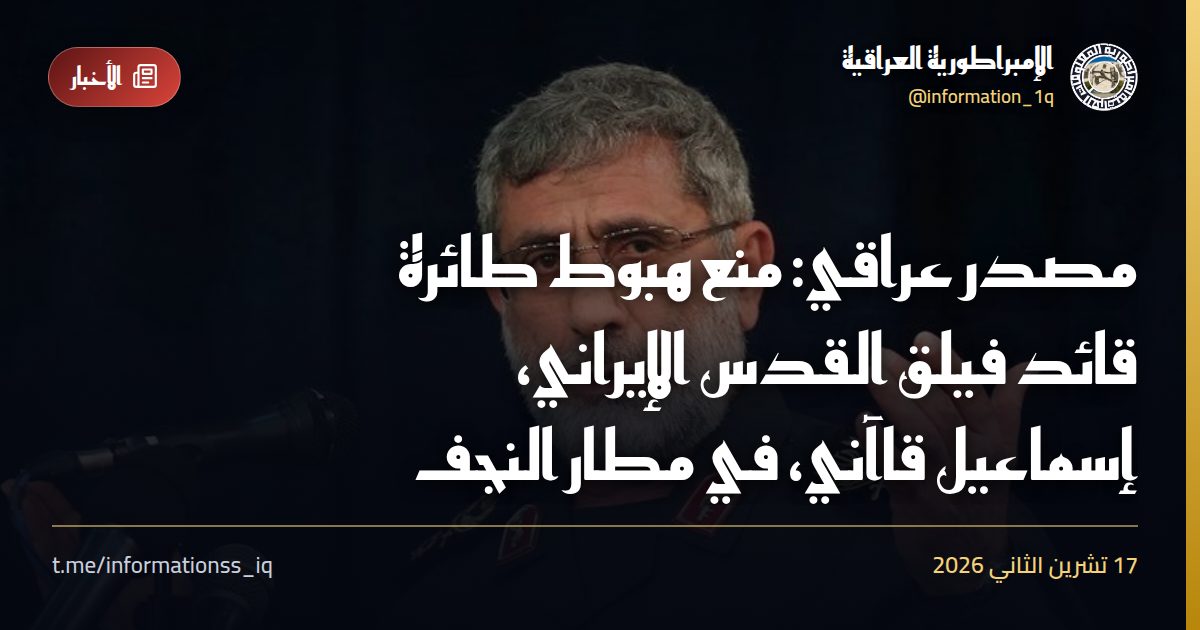 الإمبراطورية العراقية
@information_1q
الأخبار
مصدر عراقي: منع هبوط طائرة
قائد فيلق القدس الإيراني،
إسماعيل قاآني، في مطار النجف
17 تشرين الثاني 2026
t.me/informationss_iq